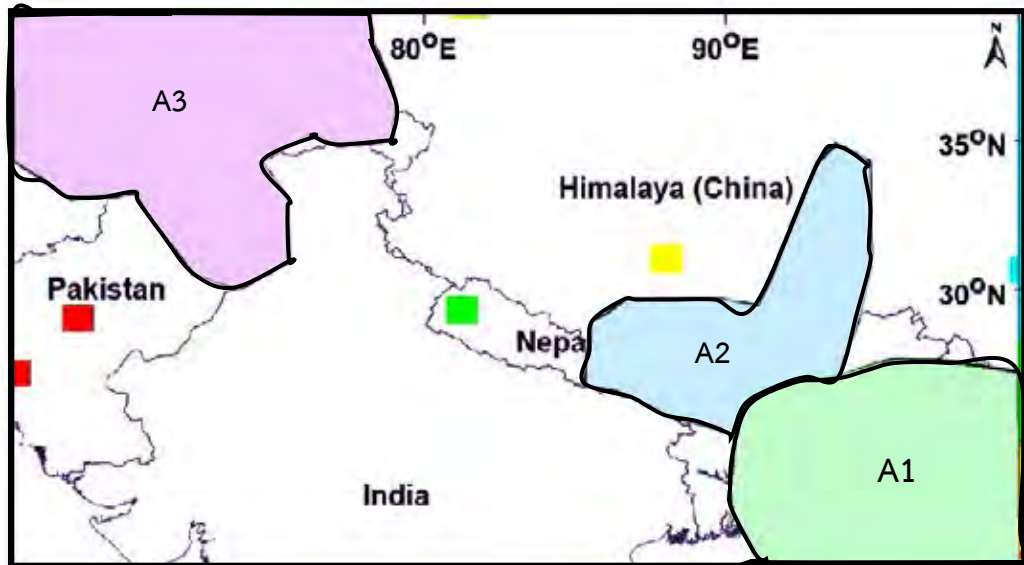 N
A3
80°E
90°E
35°N
Himalaya (China)
Pakistan
30°N
Nepa
A2
A1
India